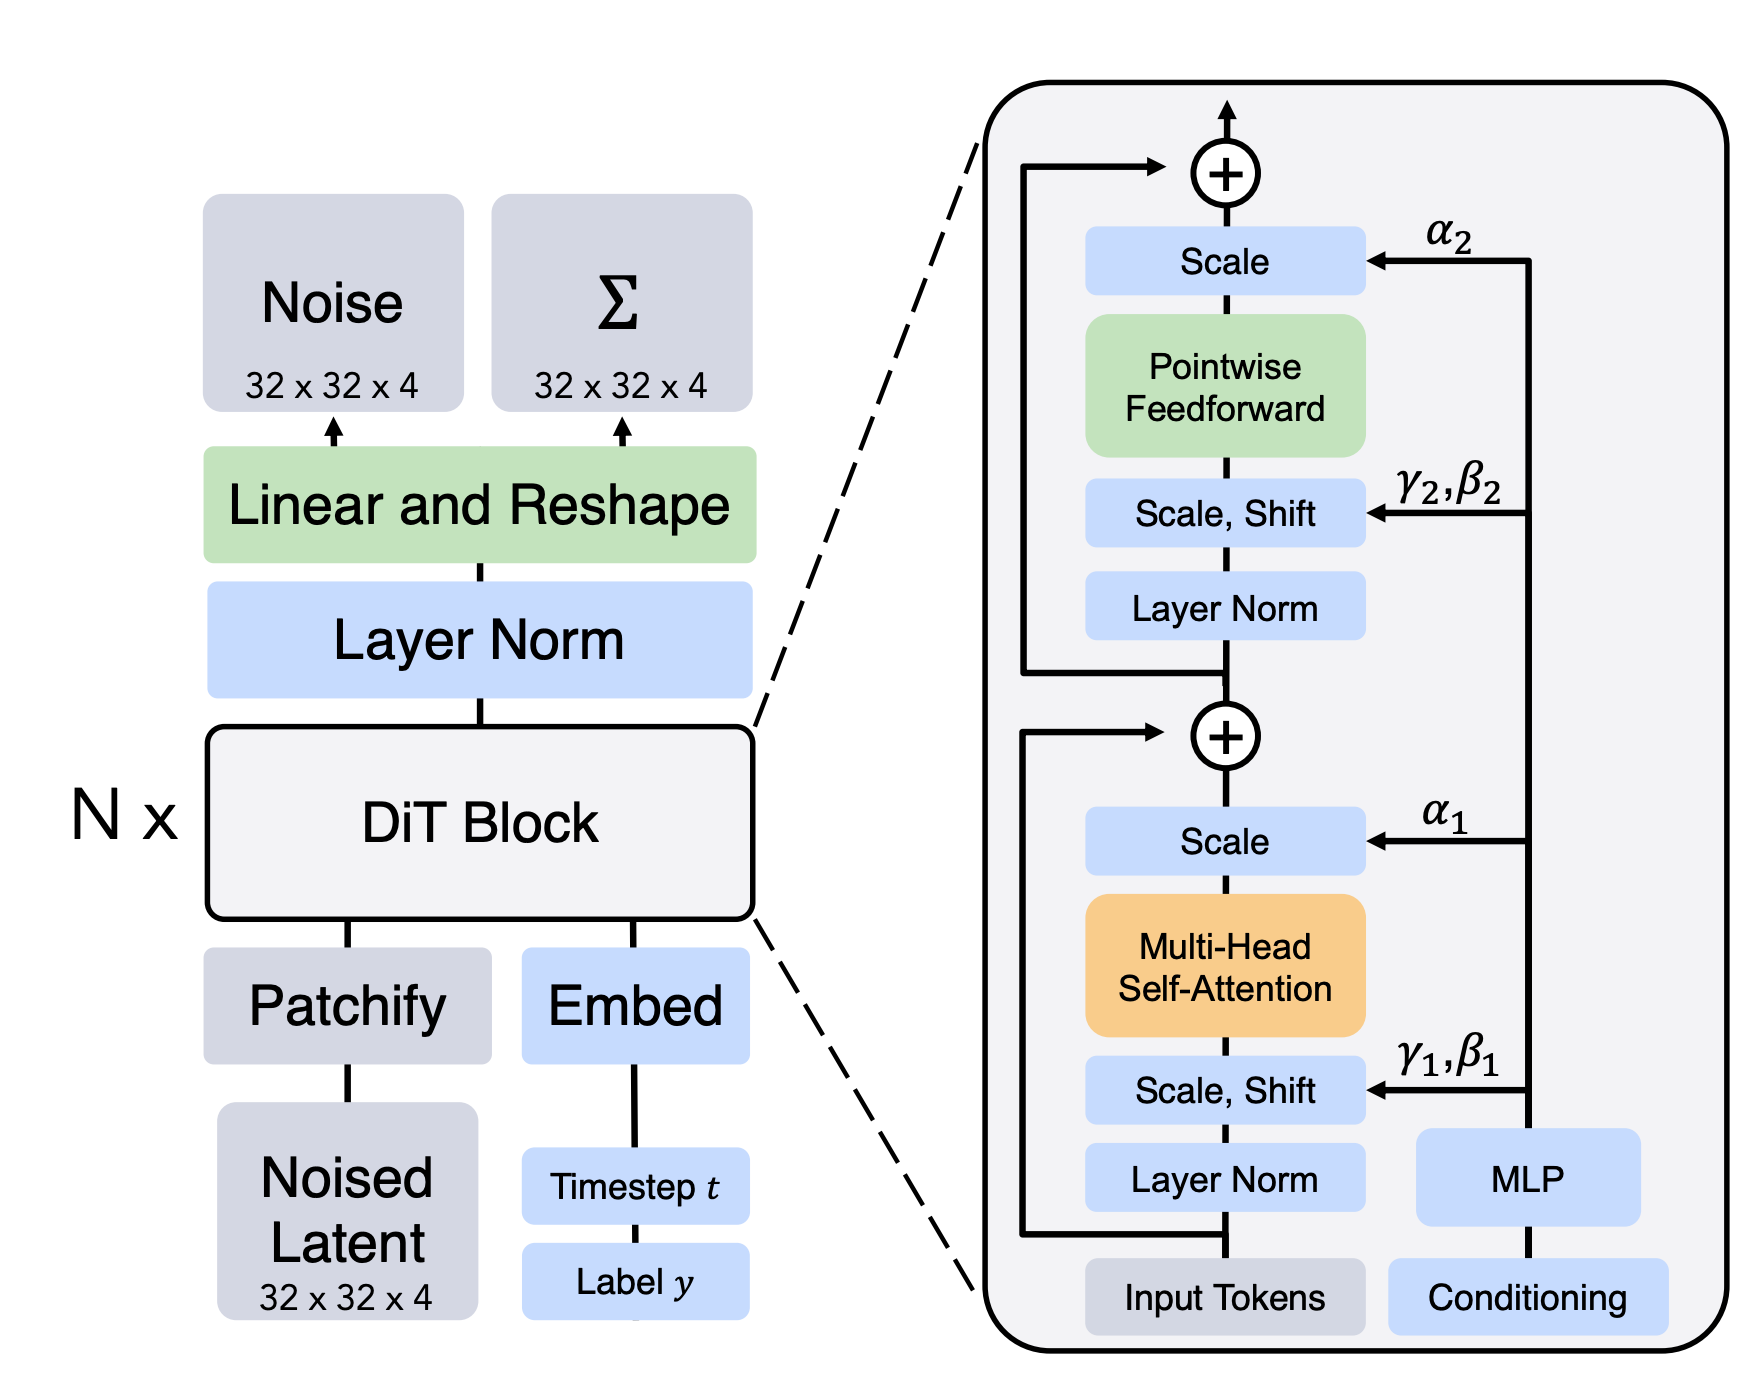 Noise
32 x 32 x 4
Σ
32 x 32 x 4
Linear and Reshape
Layer Norm
N x
DiT Block
Patchify
Embed
Noised
Latent
32 x 32 x 4
Timestep t
Label y
α₂
Scale
Pointwise
Feedforward
γ₂,β₂
Scale, Shift
Layer Norm
α₁
Scale
Multi-Head
Self-Attention
γ₁,β₁
Scale, Shift
Layer Norm
MLP
Input Tokens
Conditioning